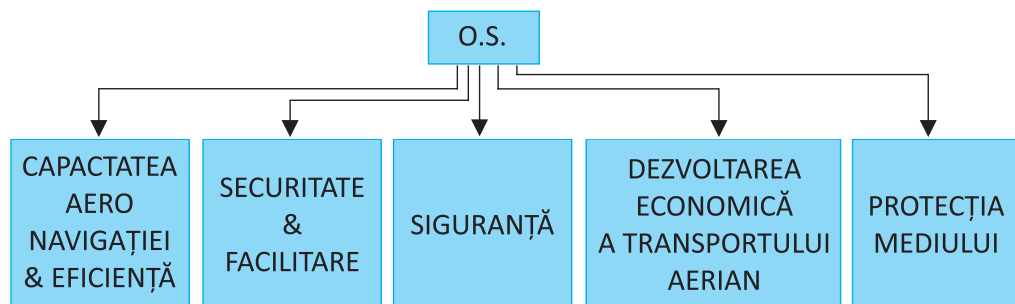 O.S.
CAPACTATEA
AERO
NAVIGAȚIEI
& EFICIENȚĂ
SECURITATE
&
FACILITARE
SIGURANȚĂ
DEZVOLTAREA
ECONOMICĂ
A TRANSPORTULUI
AERIAN
PROTECȚIA
MEDIULUI